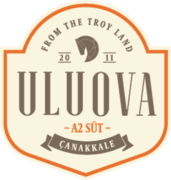 FROM THE TROY LAND
20 11
ULUOVA
- A2 SÜT -
ÇANAKKALE